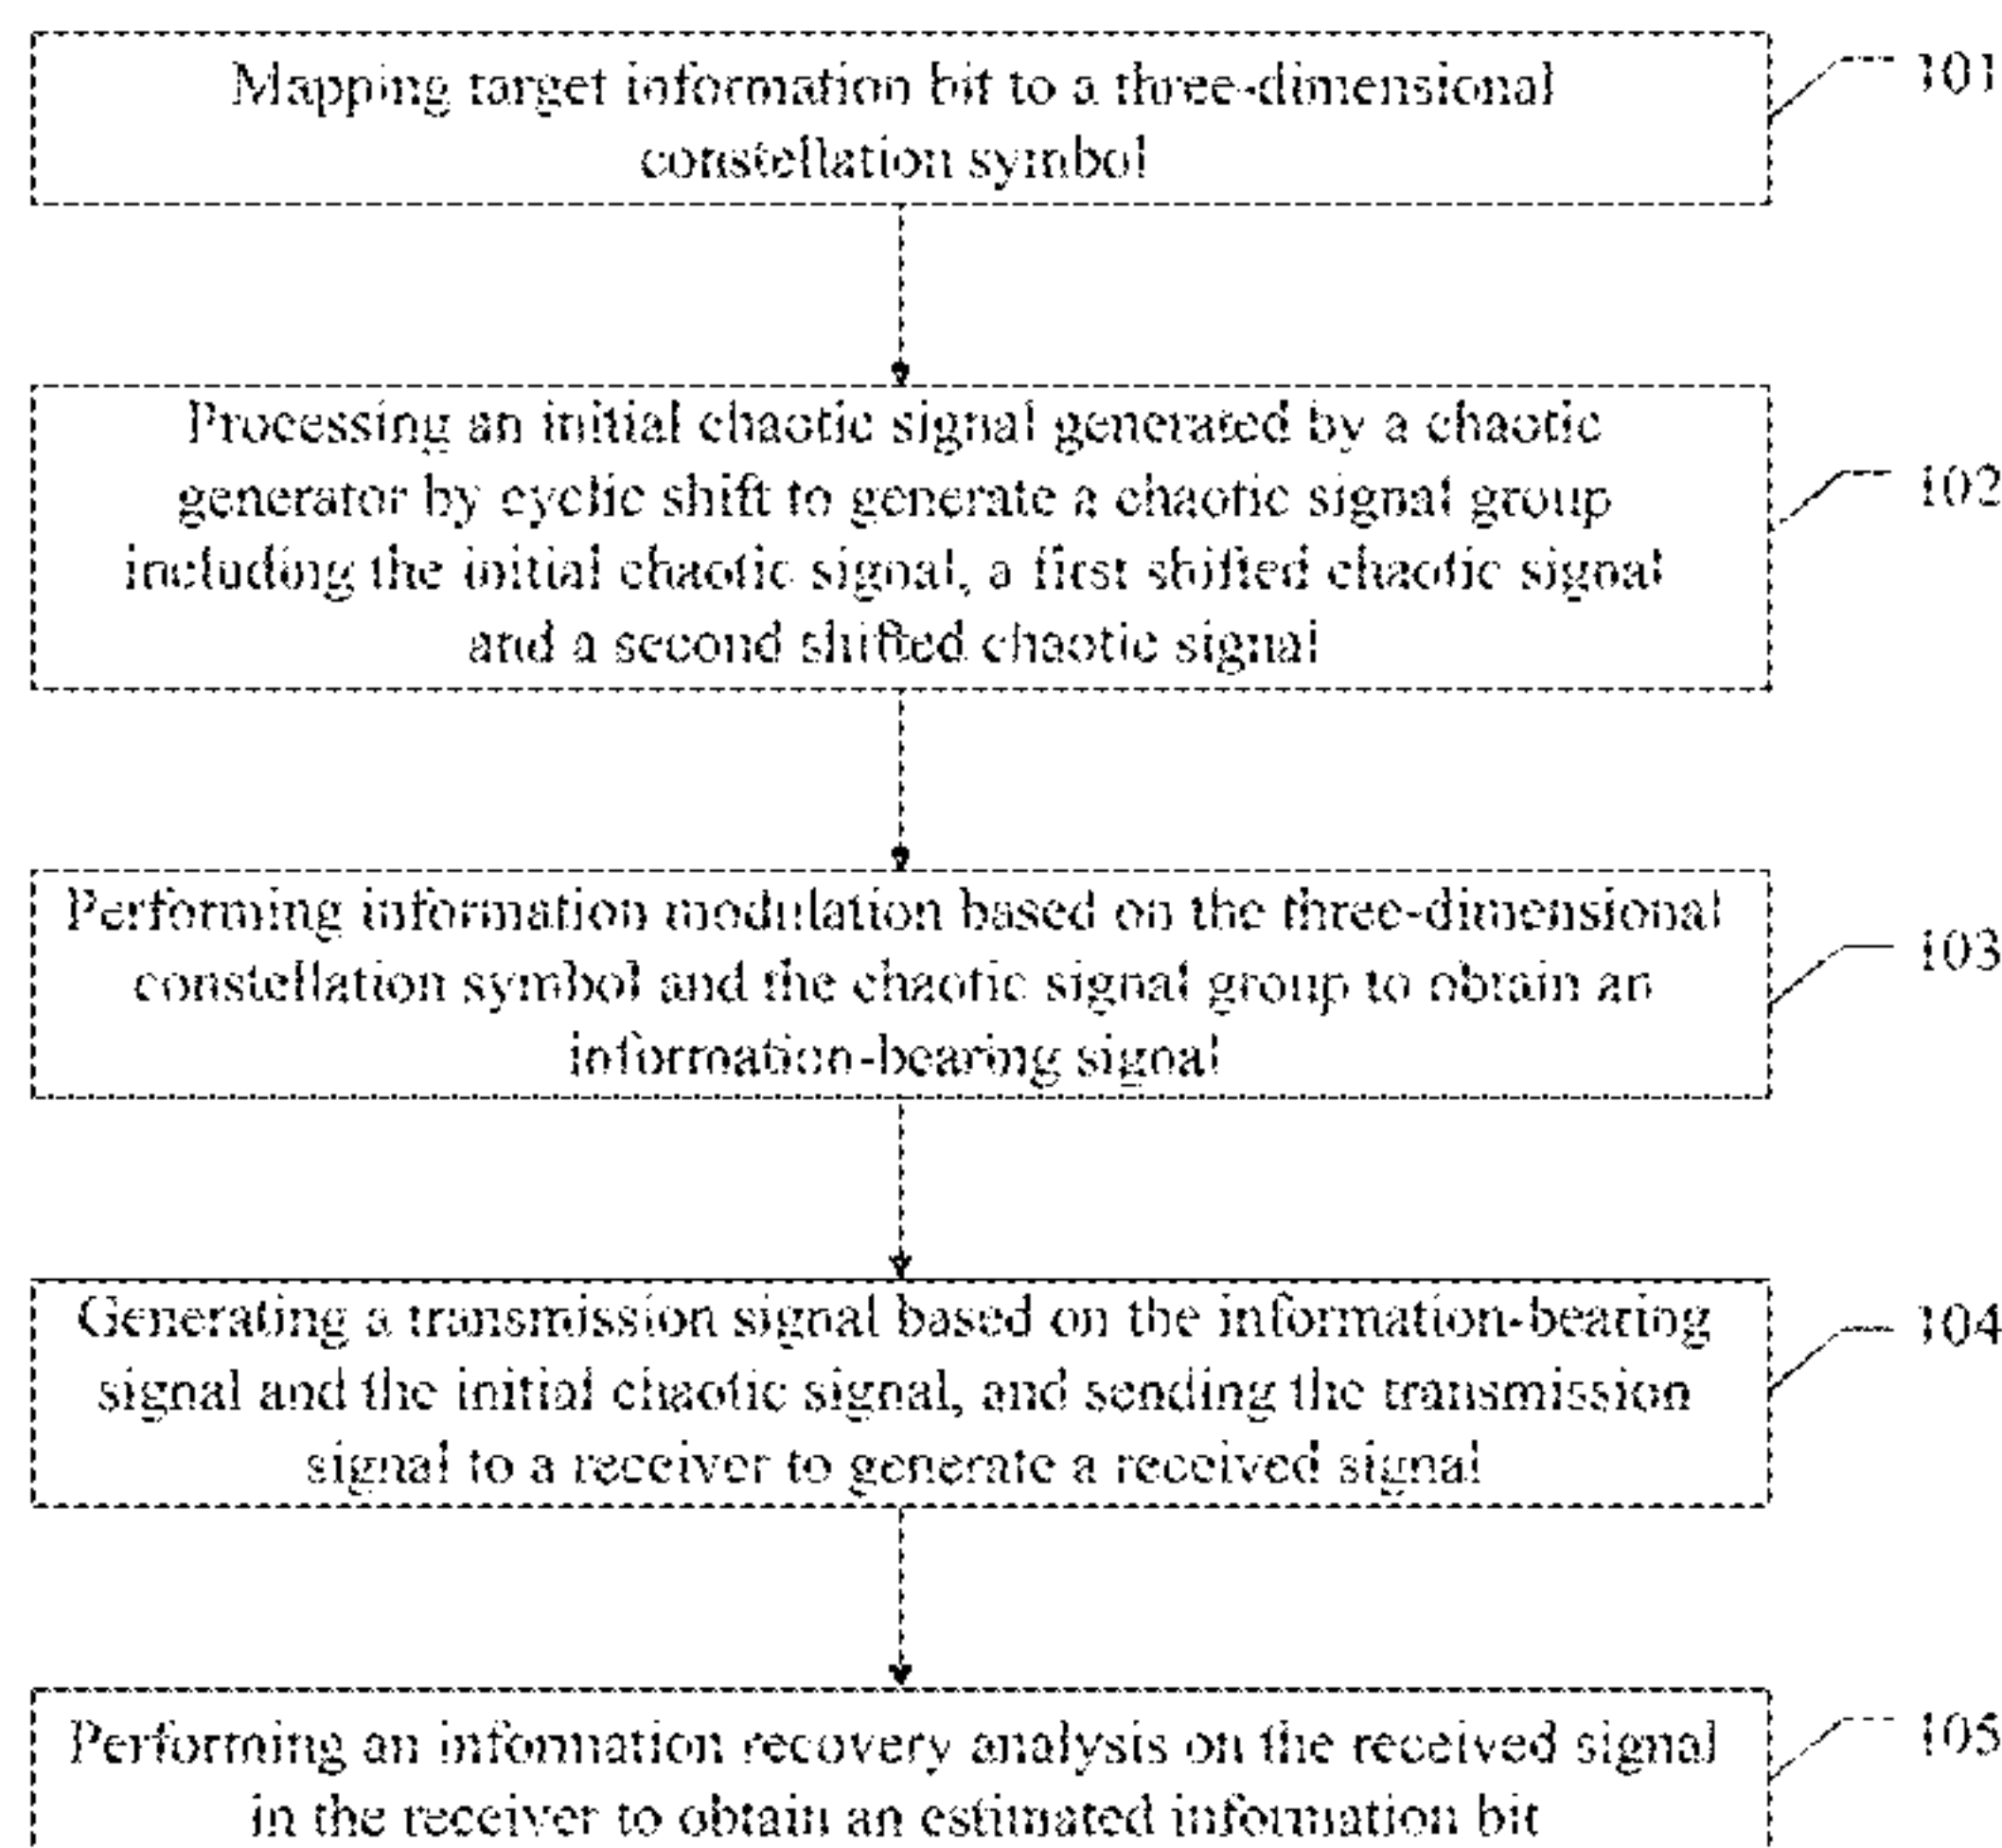 Mapping target information bit to a three-dimensional
constellation symbol
101
Processing an initial chaotic signal generated by a chaotic
generator by cyclic shift to generate a chaotic signal group
including the initial chaotic signal, a first shifted chaotic signal
and a second shifted chaotic signal
102
Performing information modulation based on the three-dimensional
constellation symbol and the chaotic signal group to obtain an
information-bearing signal
103
Generating a transmission signal based on the information-bearing
signal and the initial chaotic signal, and sending the transmission
signal to a receiver to generate a received signal
104
Performing an information recovery analysis on the received signal
in the receiver to obtain an estimated information bit
105